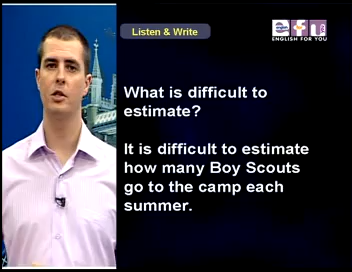 Listen & Write
efu
ENGLISH FOR YOU
What is difficult to
estimate?
It is difficult to estimate
how many Boy Scouts
go to the camp each
summer.